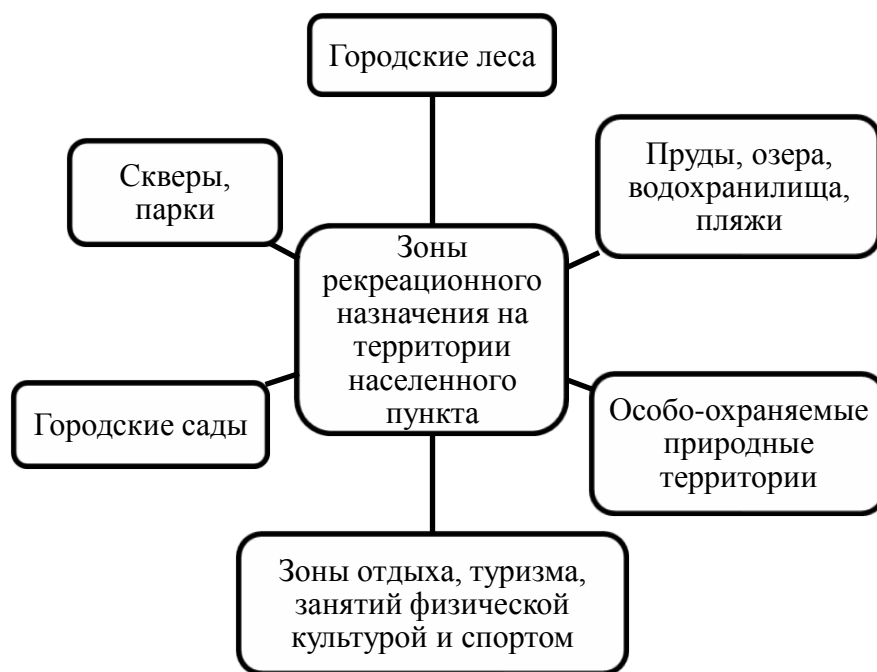 Городские леса
Скверы,
парки
Пруды, озера,
водохранилища,
пляжи
Зоны
рекреационного
назначения на
территории
населенного
пункта
Городские сады
Особо-охраняемые
природные
территории
Зоны отдыха, туризма,
занятий физической
культурой и спортом